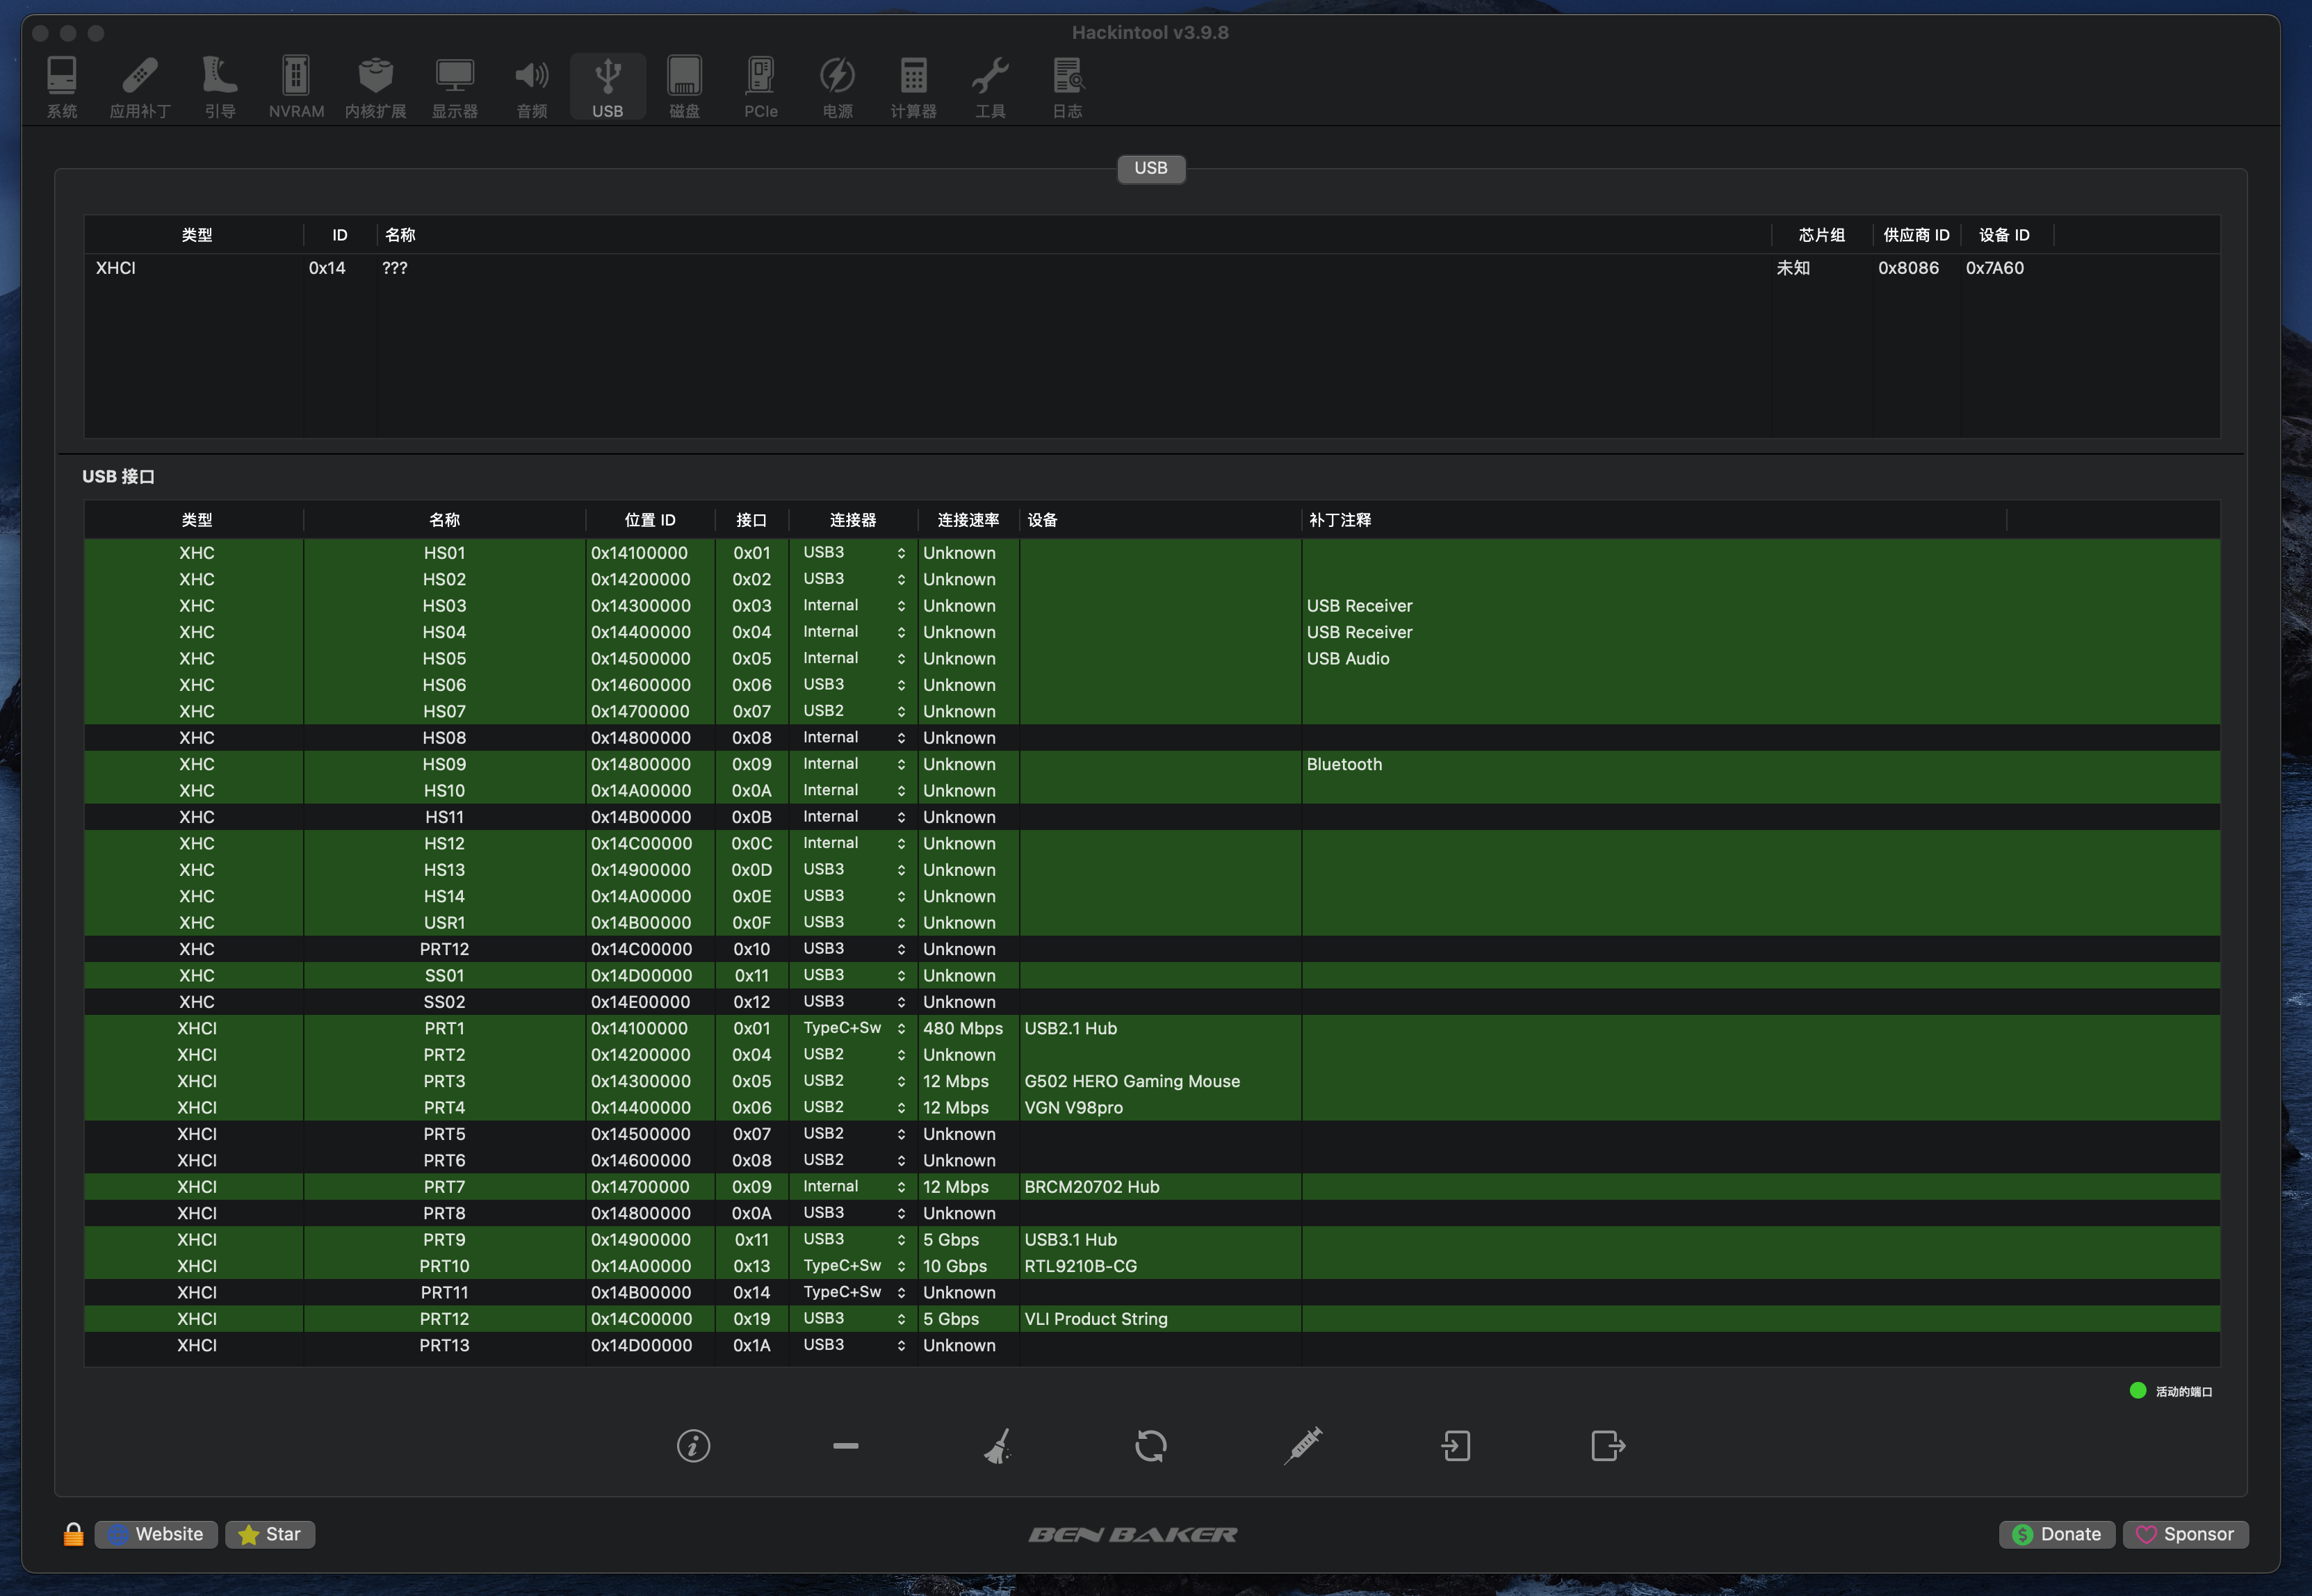 Hackintool v3.9.8
系统 应用补丁 引导 NVRAM 内核扩展 显示器 音频 USB 磁盘 PCIe 电源 计算器 工具 日志
USB
类型 ID 名称 芯片组 供应商 ID 设备 ID
XHCI 0x14 ??? 未知 0x8086 0x7A60
USB 接口
类型 名称 位置 ID 接口 连接器 连接速率 设备 补丁注释
XHC HS01 0x14100000 0x01 USB3 Unknown
XHC HS02 0x14200000 0x02 USB3 Unknown
XHC HS03 0x14300000 0x03 Internal Unknown USB Receiver
XHC HS04 0x14400000 0x04 Internal Unknown USB Receiver
XHC HS05 0x14500000 0x05 Internal Unknown USB Audio
XHC HS06 0x14600000 0x06 USB3 Unknown
XHC HS07 0x14700000 0x07 USB2 Unknown
XHC HS08 0x14800000 0x08 Internal Unknown
XHC HS09 0x14800000 0x09 Internal Unknown Bluetooth
XHC HS10 0x14A00000 0x0A Internal Unknown
XHC HS11 0x14B00000 0x0B Internal Unknown
XHC HS12 0x14C00000 0x0C Internal Unknown
XHC HS13 0x14900000 0x0D USB3 Unknown
XHC HS14 0x14A00000 0x0E USB3 Unknown
XHC USR1 0x14B00000 0x0F USB3 Unknown
XHC PRT12 0x14C00000 0x10 USB3 Unknown
XHC SS01 0x14D00000 0x11 USB3 Unknown
XHC SS02 0x14E00000 0x12 USB3 Unknown
XHCI PRT1 0x14100000 0x01 TypeC+Sw 480 Mbps USB2.1 Hub
XHCI PRT2 0x14200000 0x04 USB2 Unknown
XHCI PRT3 0x14300000 0x05 USB2 12 Mbps G502 HERO Gaming Mouse
XHCI PRT4 0x14400000 0x06 USB2 12 Mbps VGN V98pro
XHCI PRT5 0x14500000 0x07 USB2 Unknown
XHCI PRT6 0x14600000 0x08 USB2 Unknown
XHCI PRT7 0x14700000 0x09 Internal 12 Mbps BRCM20702 Hub
XHCI PRT8 0x14800000 0x0A USB3 Unknown
XHCI PRT9 0x14900000 0x11 USB3 5 Gbps USB3.1 Hub
XHCI PRT10 0x14A00000 0x13 TypeC+Sw 10 Gbps RTL9210B-CG
XHCI PRT11 0x14B00000 0x14 TypeC+Sw Unknown
XHCI PRT12 0x14C00000 0x19 USB3 5 Gbps VLI Product String
XHCI PRT13 0x14D00000 0x1A USB3 Unknown
活动的端口
Website Star BEN BAKER Donate Sponsor